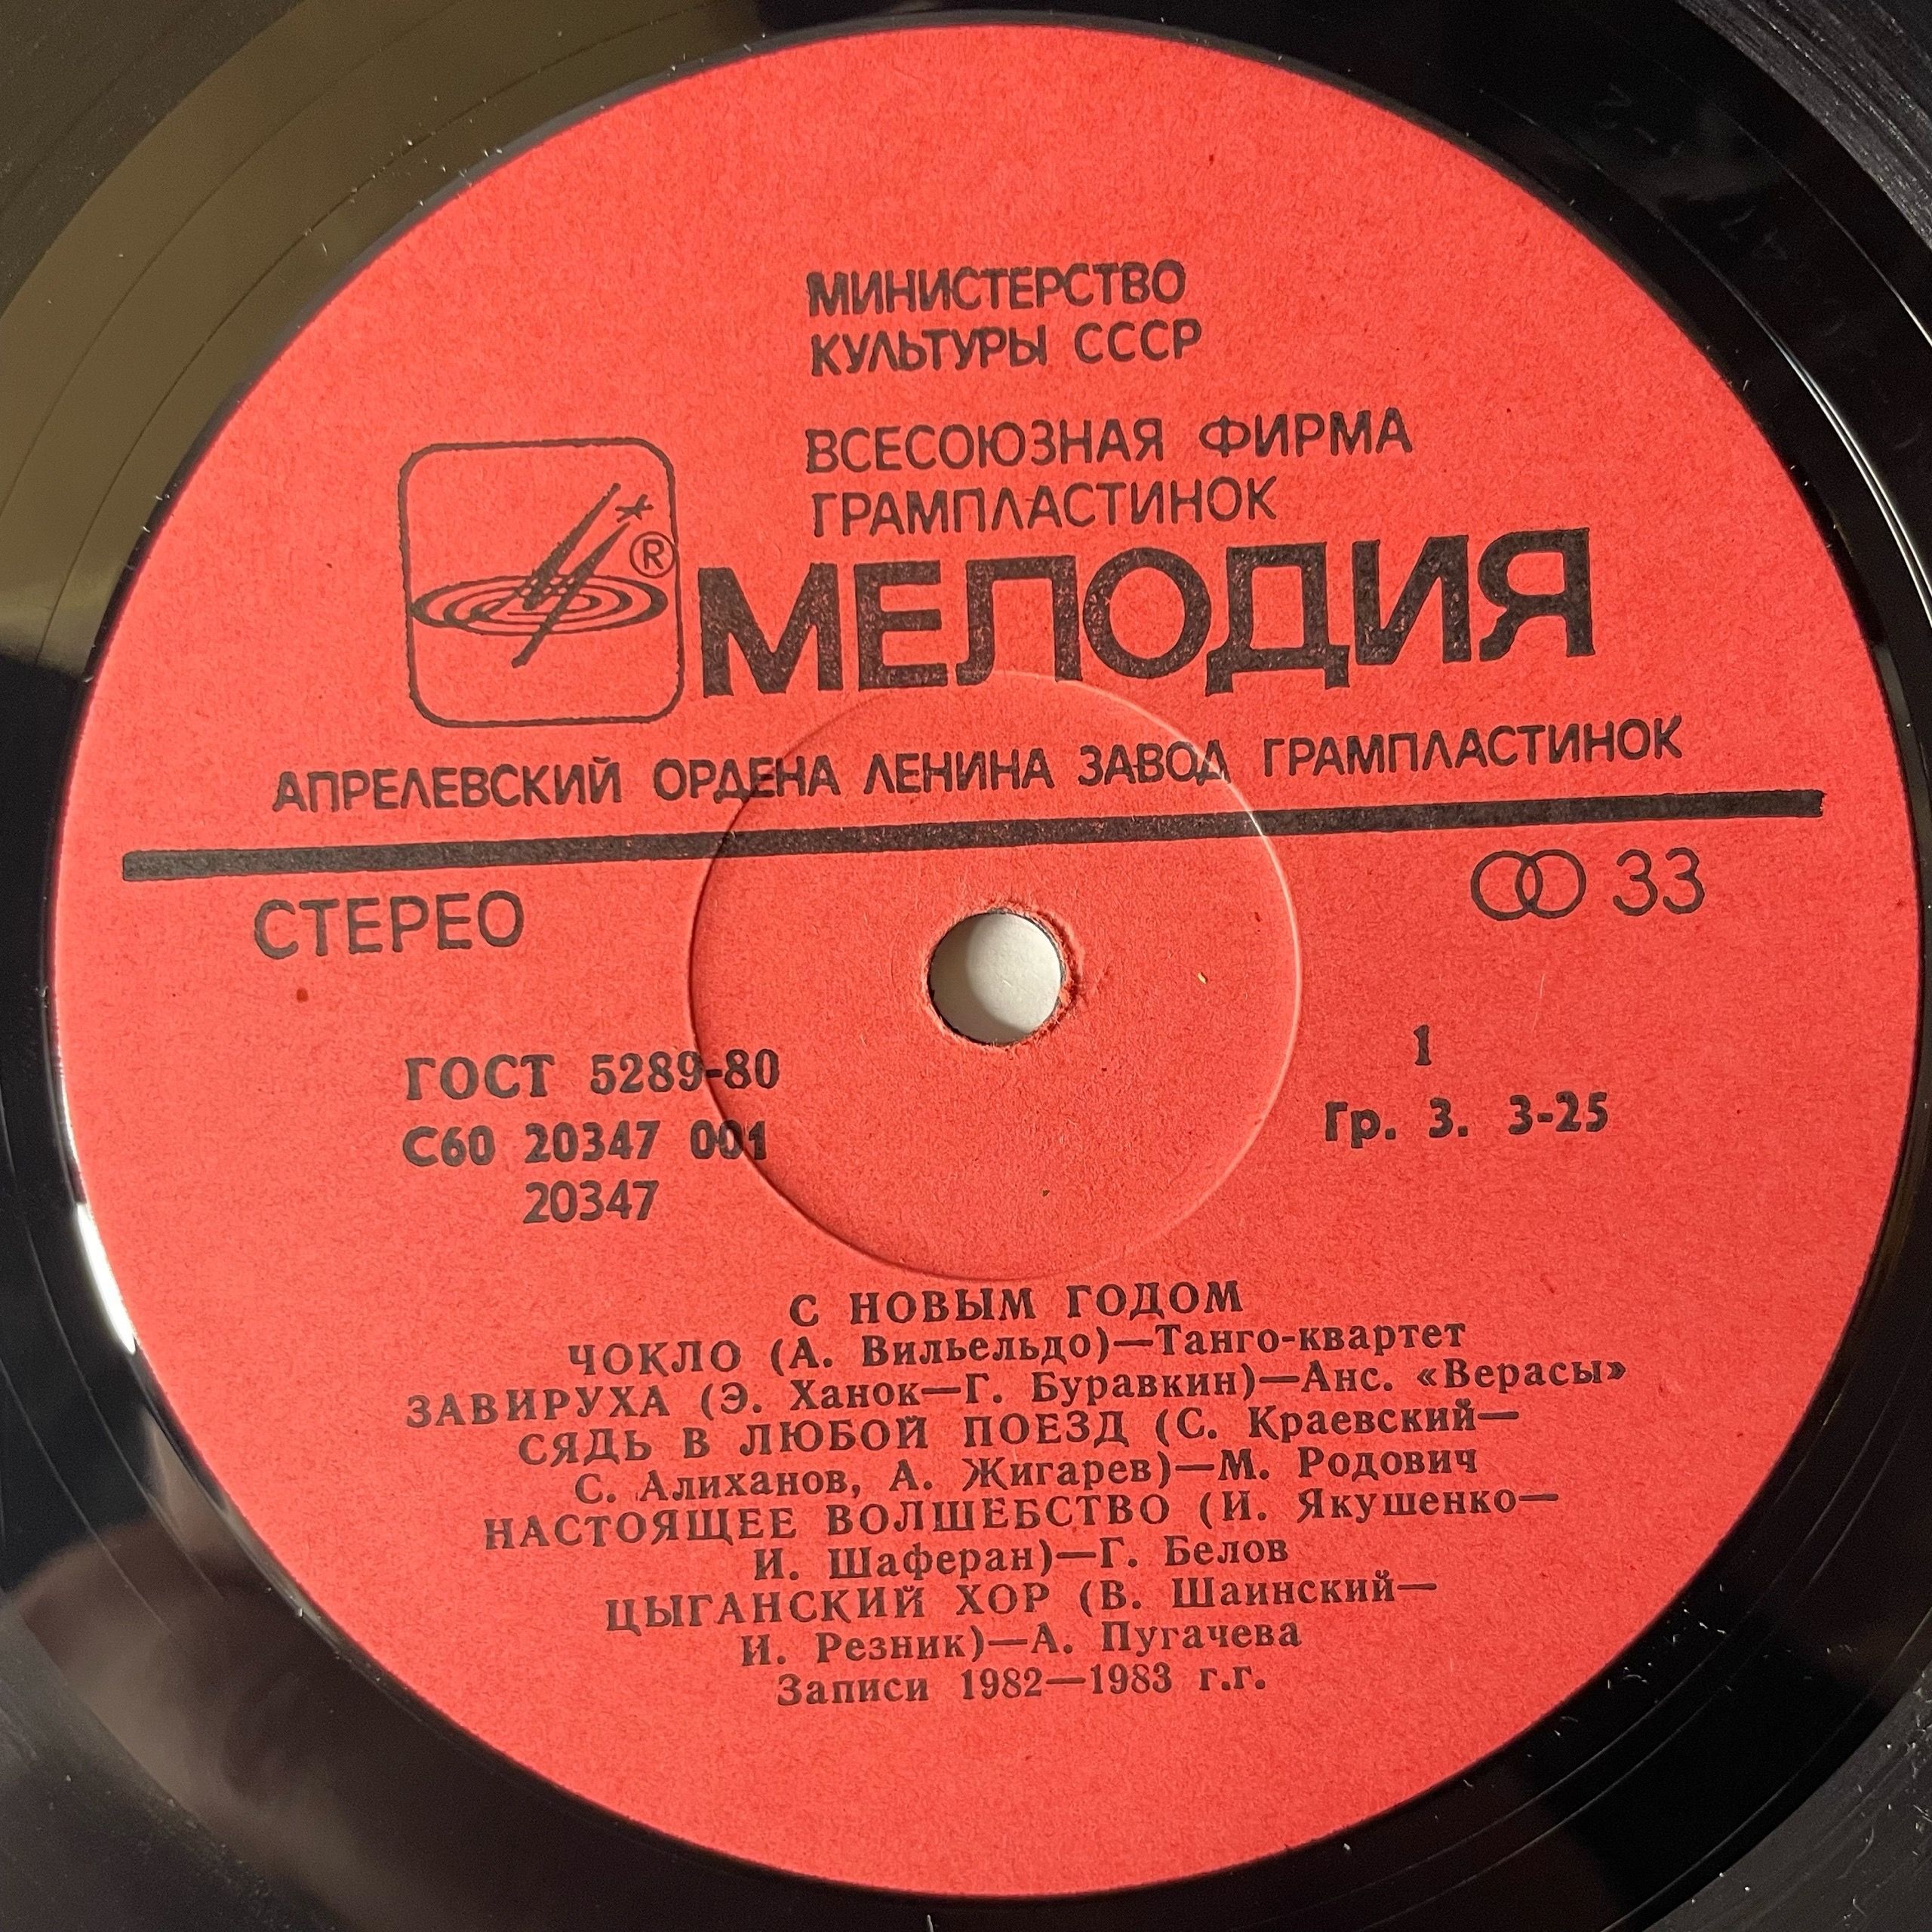 МИНИСТЕРСТВО
КУЛЬТУРЫ СССР
ВСЕСОЮЗНАЯ ФИРМА
ГРАМПЛАСТИНОК
®
МЕЛОДИЯ
АПРЕЛЕВСКИЙ ОРДЕНА ЛЕНИНА ЗАВОД ГРАМПЛАСТИНОК
СТЕРЕО
33
ГОСТ 5289-80
1
С60 20347 001
Гр. 3. 3-25
20347
С НОВЫМ ГОДОМ
ЧОКЛО (А. Вильельдо)—Танго-квартет
ЗАВИРУХА (Э. Ханок—Г. Буравкин)—Анс. «Верасы»
СЯДЬ В ЛЮБОЙ ПОЕЗД (С. Краевский—
С. Алиханов, А. Жигарев)—М. Родович
НАСТОЯЩЕЕ ВОЛШЕБСТВО (И. Якушенко—
И. Шаферан)—Г. Белов
ЦЫГАНСКИЙ ХОР (В. Шаинский—
И. Резник)—А. Пугачева
Записи 1982—1983 г.г.